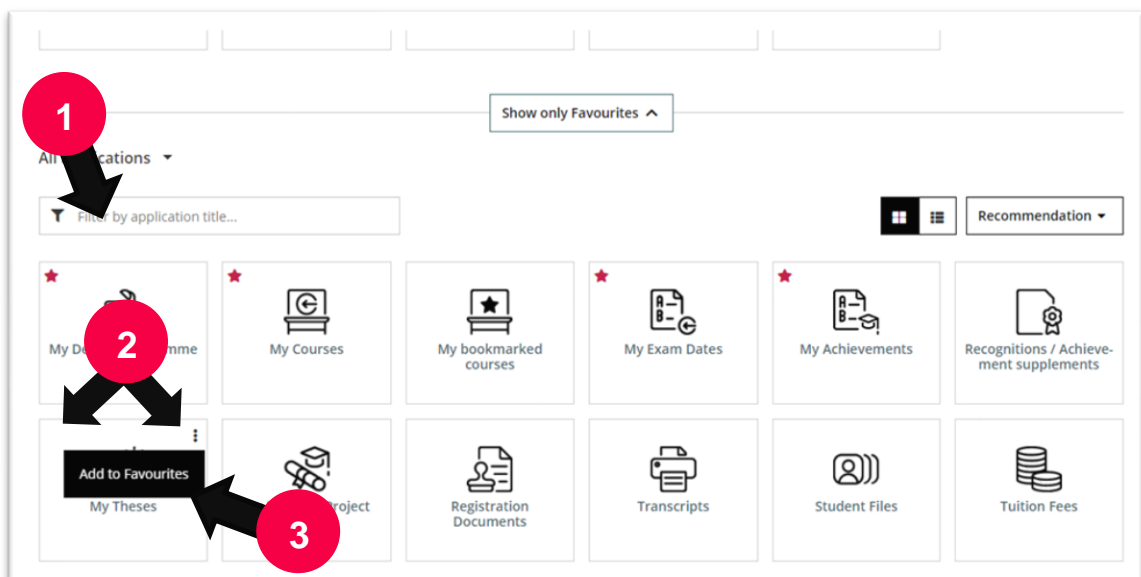 Show only Favourites
1
All cations
Filter by application title...
Recommendation
My De mme
My Courses
My bookmarked
courses
My Exam Dates
My Achievements
Recognitions / Achieve-
ment supplements
2
Add to Favourites
My Theses
roject
Registration
Documents
Transcripts
Student Files
Tuition Fees
3